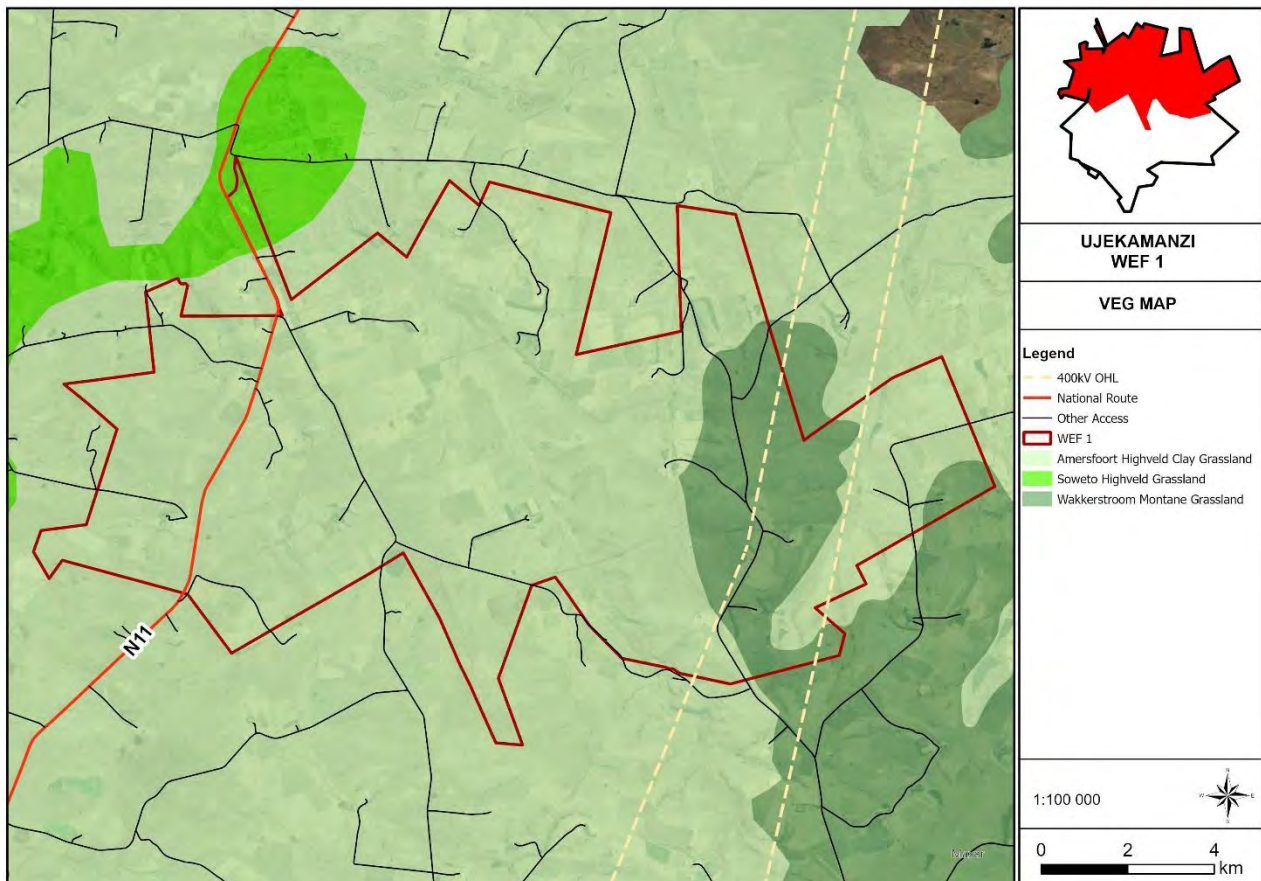 N11
Maxar
UJEKAMANZI
WEF 1
VEG MAP
Legend
400kV OHL
National Route
Other Access
WEF 1
Amersfoort Highveld Clay Grassland
Soweto Highveld Grassland
Wakkerstroom Montane Grassland
1:100 000
N
W E
S
0 2 4
km